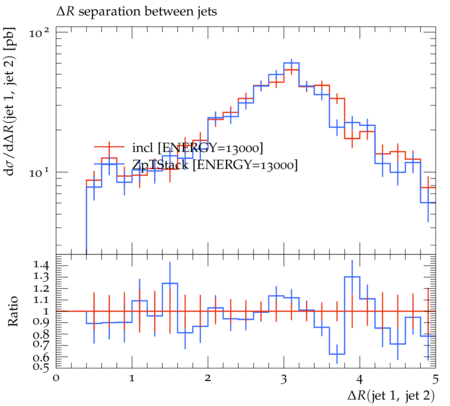 ΔR separation between jets
dσ/dΔR(jet 1, jet 2) [pb]
10²
10¹
incl [ENERGY=13000]
ZpTStack [ENERGY=13000]
Ratio
1.4
1.3
1.2
1.1
1
0.9
0.8
0.7
0.6
0.5
0 1 2 3 4 5
ΔR(jet 1, jet 2)